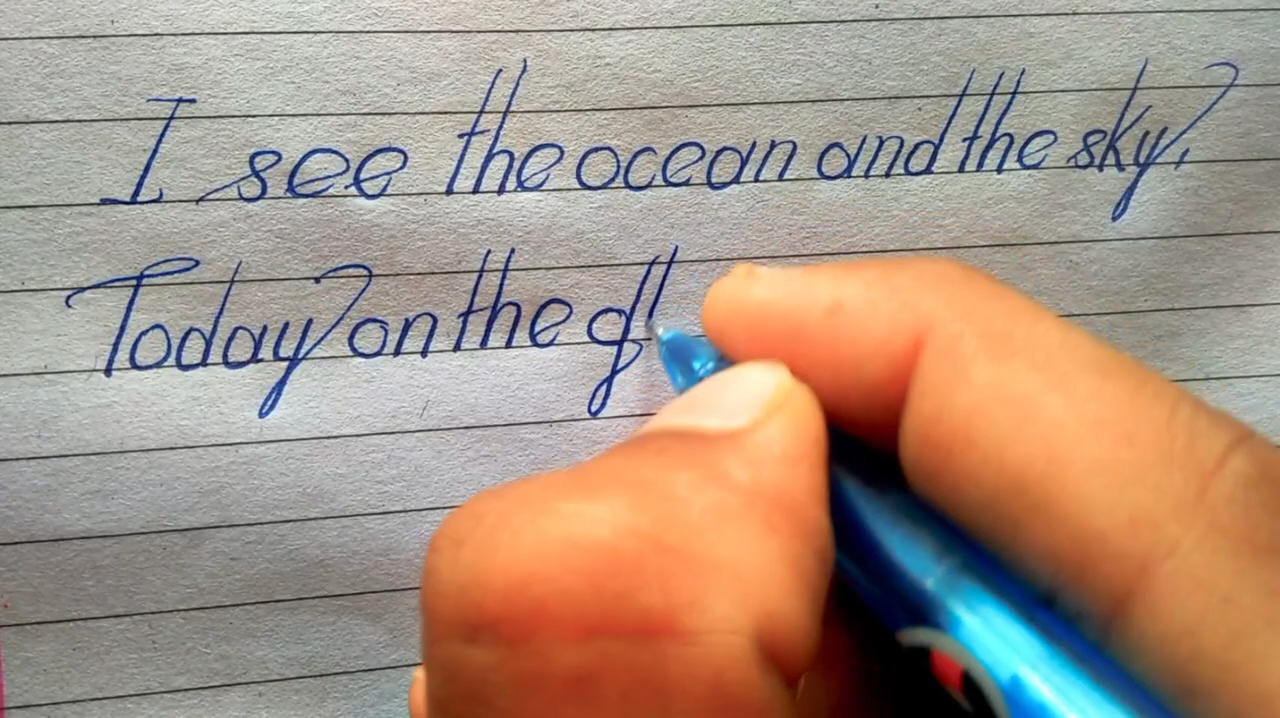 I see the ocean and the sky.
Today on the